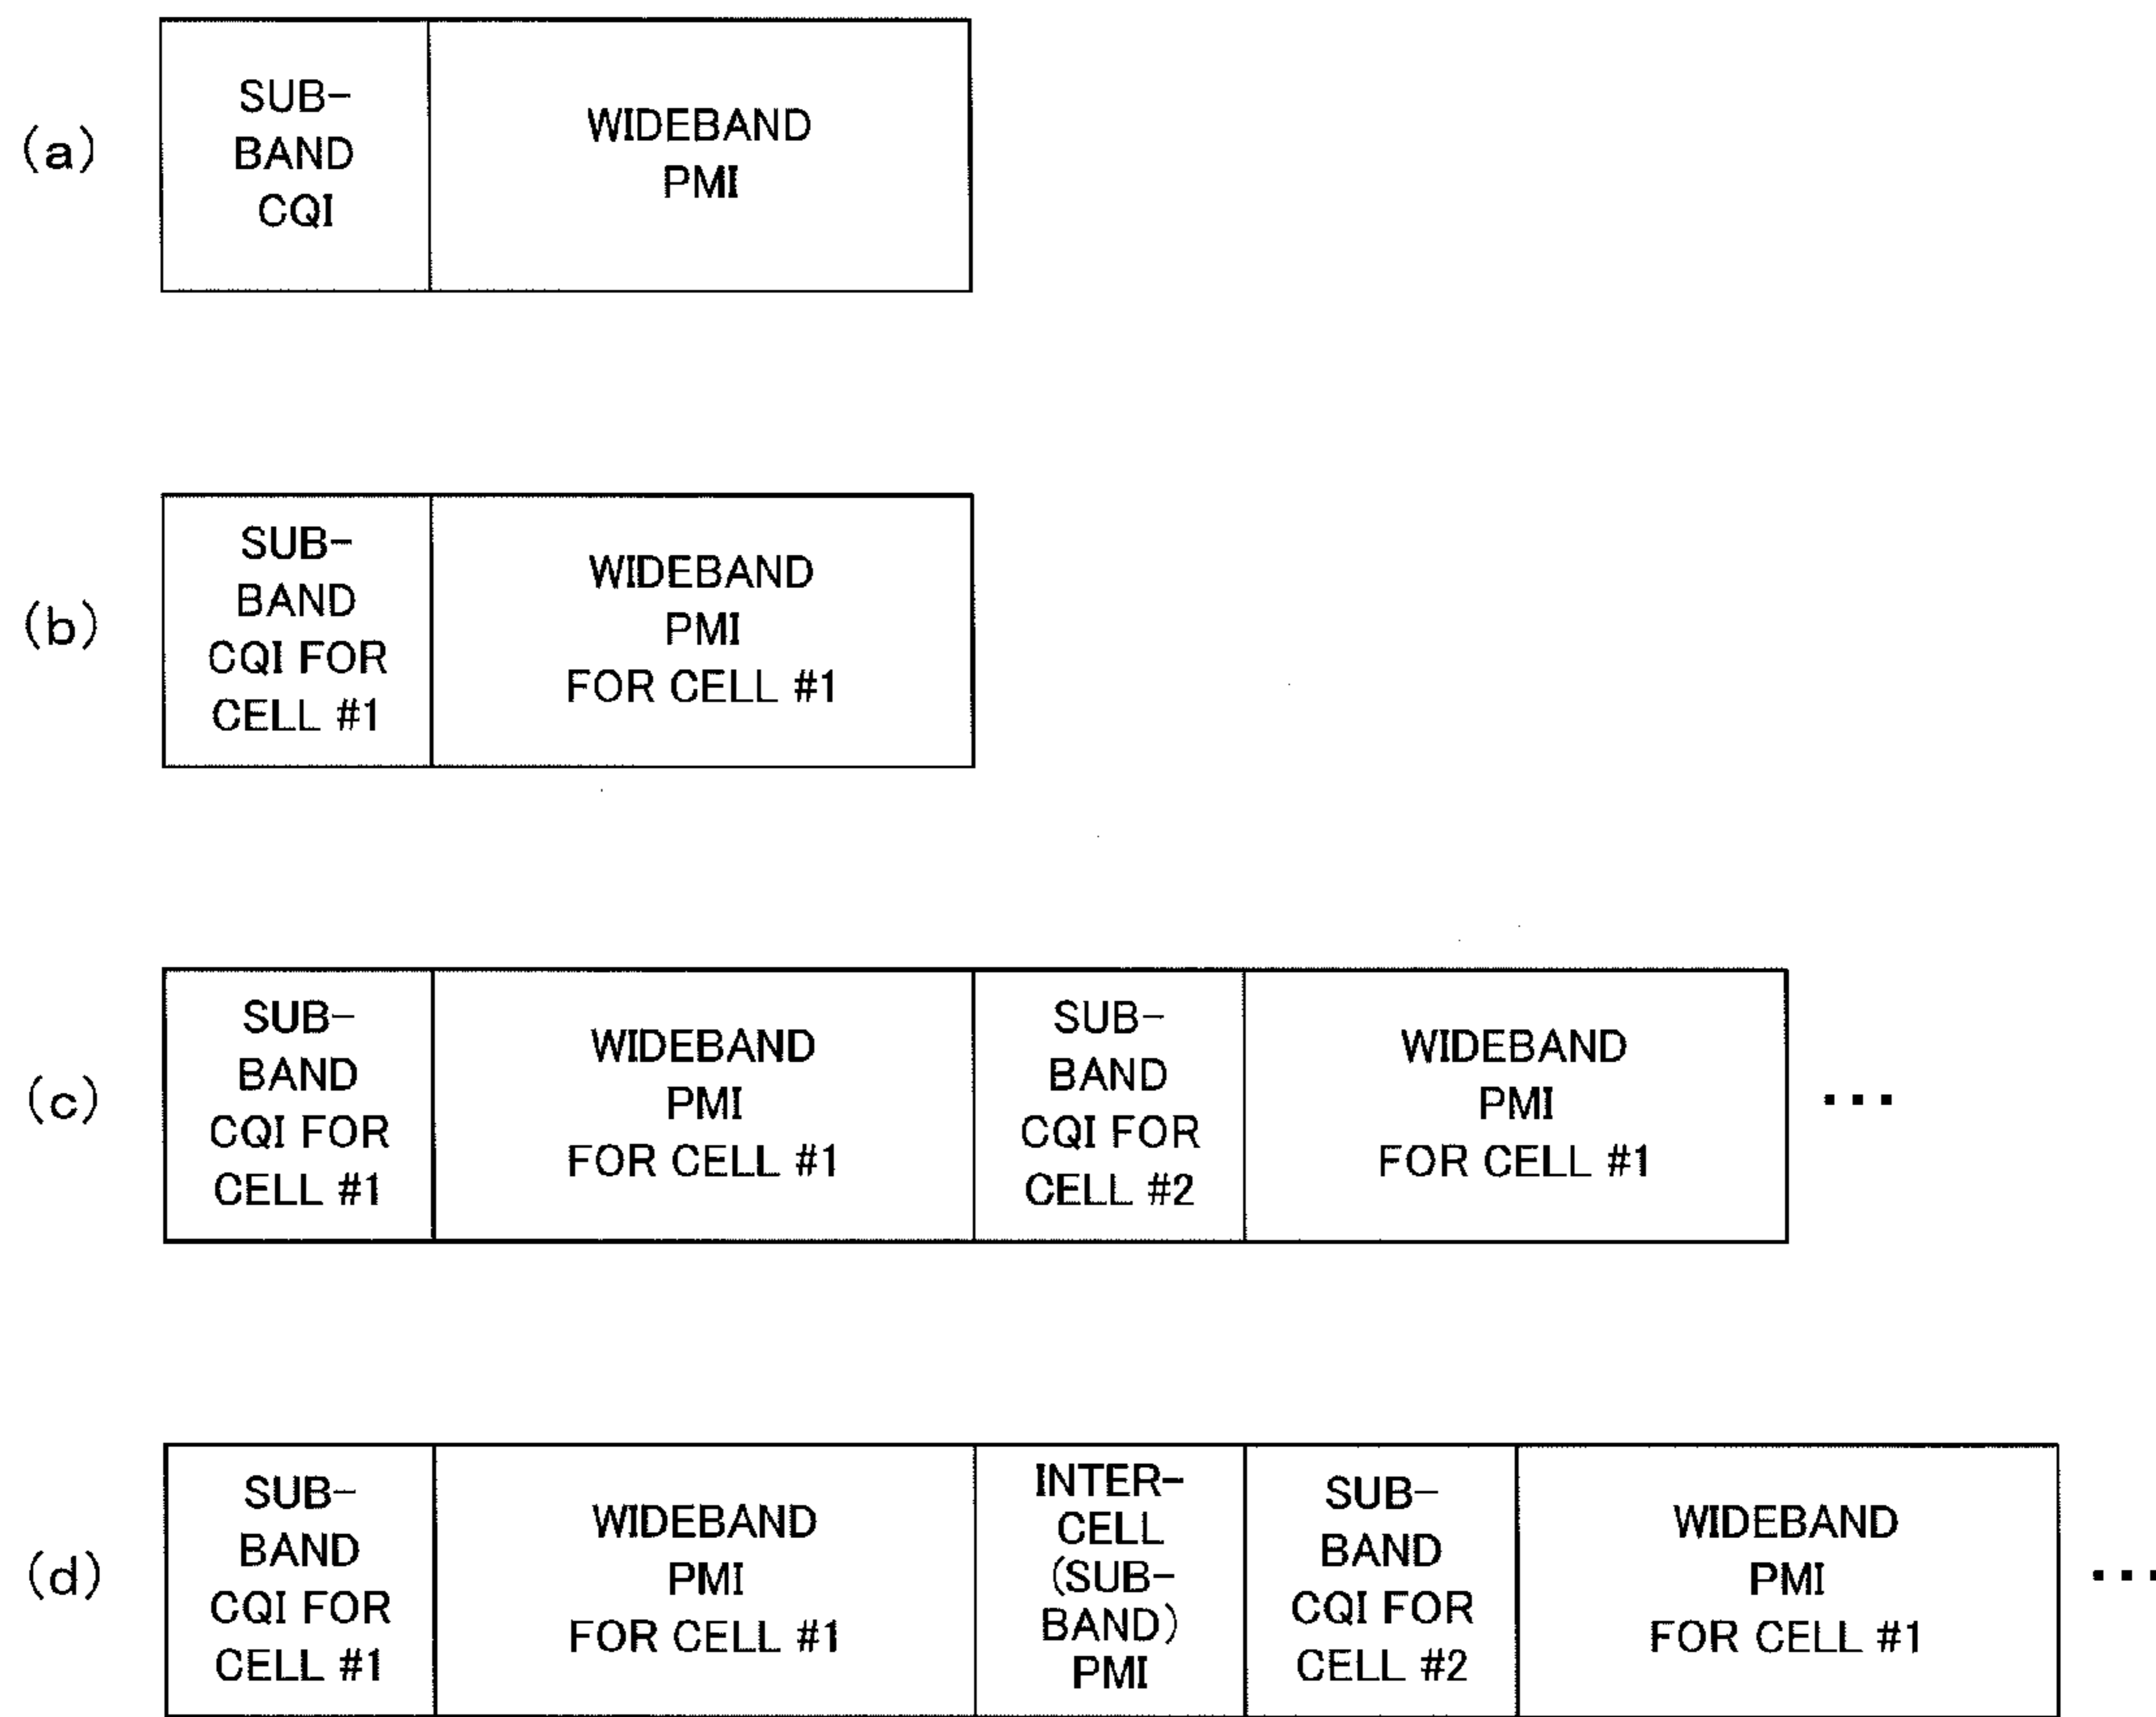 (a)
SUB-
BAND
CQI
WIDEBAND
PMI
(b)
SUB-
BAND
CQI FOR
CELL #1
WIDEBAND
PMI
FOR CELL #1
(c)
SUB-
BAND
CQI FOR
CELL #1
WIDEBAND
PMI
FOR CELL #1
SUB-
BAND
CQI FOR
CELL #2
WIDEBAND
PMI
FOR CELL #1
...
(d)
SUB-
BAND
CQI FOR
CELL #1
WIDEBAND
PMI
FOR CELL #1
INTER-
CELL
(SUB-
BAND)
PMI
SUB-
BAND
CQI FOR
CELL #2
WIDEBAND
PMI
FOR CELL #1
...